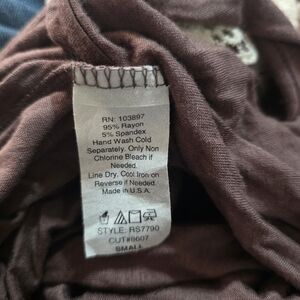 RN: 103897
95% Rayon
5% Spandex
Hand Wash Cold
Separately. Only Non
Chlorine Bleach if
Needed.
Line Dry, Cool Iron on
Reverse if Needed.
Made in U.S.A.
STYLE: RS7790
CUT#8607
SMALL